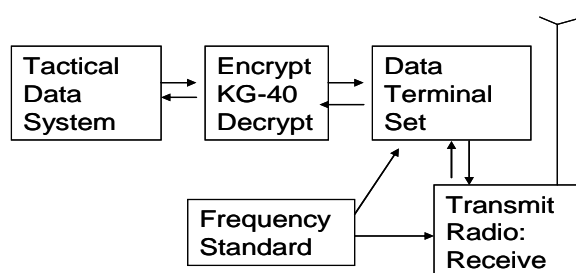 Tactical
Data
System
Encrypt
KG-40
Decrypt
Data
Terminal
Set
Frequency
Standard
Transmit
Radio:
Receive